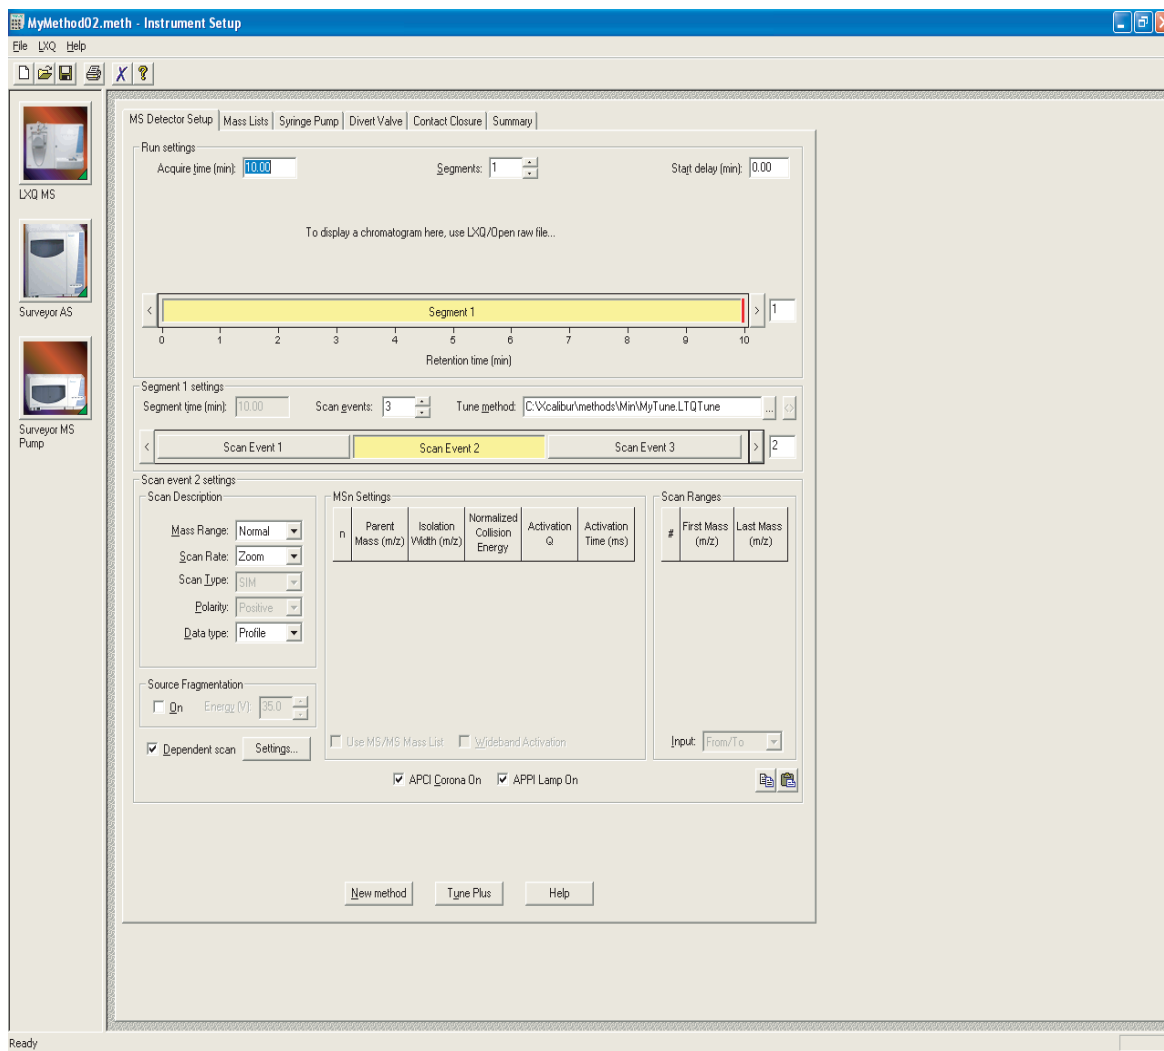 MyMethod02.meth - Instrument Setup
File LXQ Help
MS Detector Setup Mass Lists Syringe Pump Divert Valve Contact Closure Summary
LXQ MS
Surveyor AS
Surveyor MS
Pump
Run settings
Acquire time (min): 10.00 Segments: 1 Start delay (min): 0.00
To display a chromatogram here, use LXQ/Open raw file...
< Segment 1 > 1
0 1 2 3 4 5 6 7 8 9 10
Retention time (min)
Segment 1 settings
Segment time (min): 10.00 Scan events: 3 Tune method: C:\Xcalibur\methods\Min\MyTune.LTQTune ... <>
< Scan Event 1 Scan Event 2 Scan Event 3 > 2
Scan event 2 settings
Scan Description
Mass Range: Normal
Scan Rate: Zoom
Scan Type: SIM
Polarity: Positive
Data type: Profile
Source Fragmentation
On Energy (V): 35.0
Dependent scan Settings...
MSn Settings
n
Parent
Mass (m/z)
Isolation
Width (m/z)
Normalized
Collision
Energy
Activation
Q
Activation
Time (ms)
Use MS/MS Mass List Wideband Activation
Scan Ranges
#
First Mass
(m/z)
Last Mass
(m/z)
Input: From/To
APCI Corona On APPI Lamp On
New method Tune Plus Help
Ready